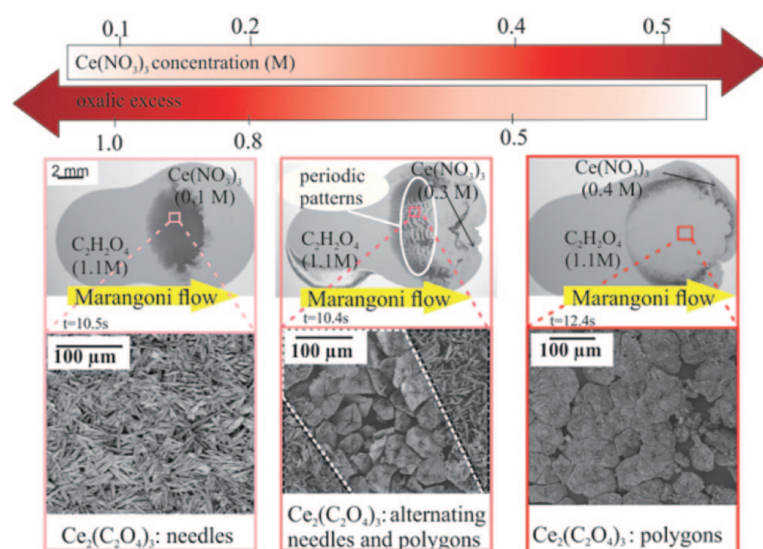 0.1 0.2 0.4 0.5
Ce(NO₃)₃ concentration (M)
oxalic excess
1.0 0.8 0.5
2 mm
Ce(NO₃)₃
(0.1 M)
C₂H₂O₄
(1.1M)
Marangoni flow
t=10.5s
periodic
patterns
Ce(NO₃)₃
(0.3 M)
C₂H₂O₄
(1.1M)
Marangoni flow
t=10.4s
Ce(NO₃)₃
(0.4 M)
C₂H₂O₄
(1.1M)
Marangoni flow
t=12.4s
100 µm
Ce₂(C₂O₄)₃: needles
100 µm
Ce₂(C₂O₄)₃: alternating
needles and polygons
100 µm
Ce₂(C₂O₄)₃: polygons